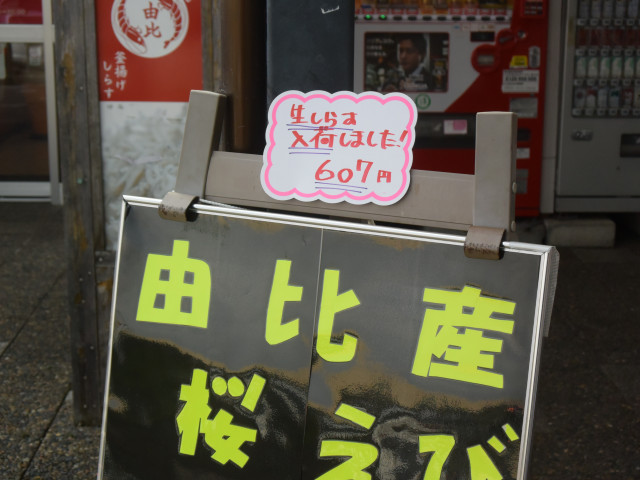 由比
釜揚げ
しらす
生しらす
入荷しました!
607円
由比産
桜えび